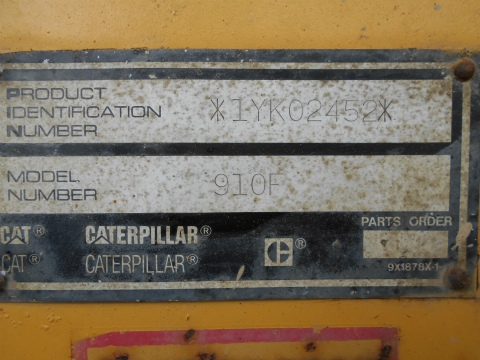 PRODUCT
IDENTIFICATION
NUMBER
*1YK02452*
MODEL
NUMBER
910F
PARTS ORDER
CAT® CATERPILLAR® C
CAT® CATERPILLAR®
9X1878X-1